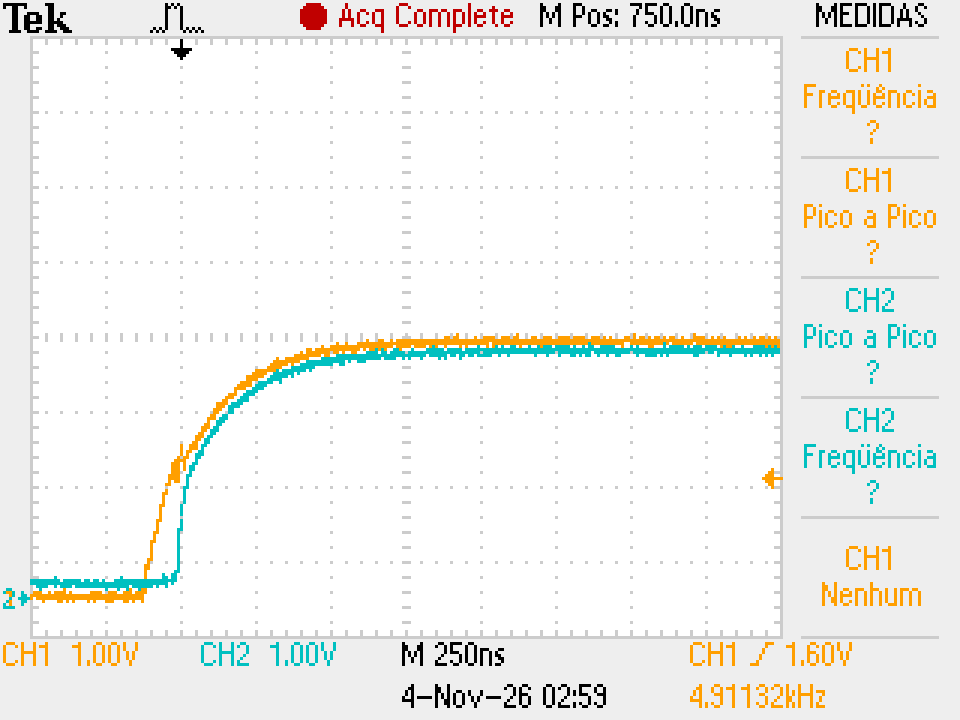 Tek Acq Complete M Pos: 750.0ns MEDIDAS
CH1
Freqüência
?
CH1
Pico a Pico
?
CH2
Pico a Pico
?
CH2
Freqüência
?
CH1
Nenhum
2
CH1 1.00V CH2 1.00V M 250ns CH1 1.60V
4-Nov-26 02:59 4.91132kHz